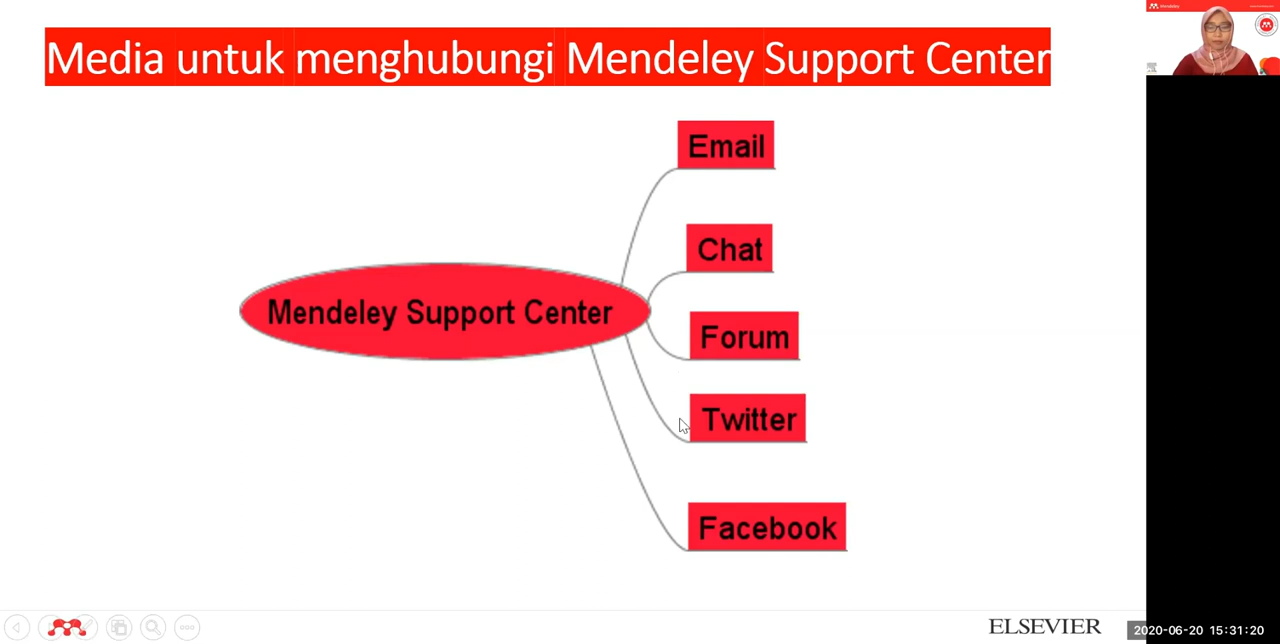 Media untuk menghubungi Mendeley Support Center
Mendeley
Email
Chat
Mendeley Support Center
Forum
Twitter
Facebook
ELSEVIER
2020-06-20 15:31:20